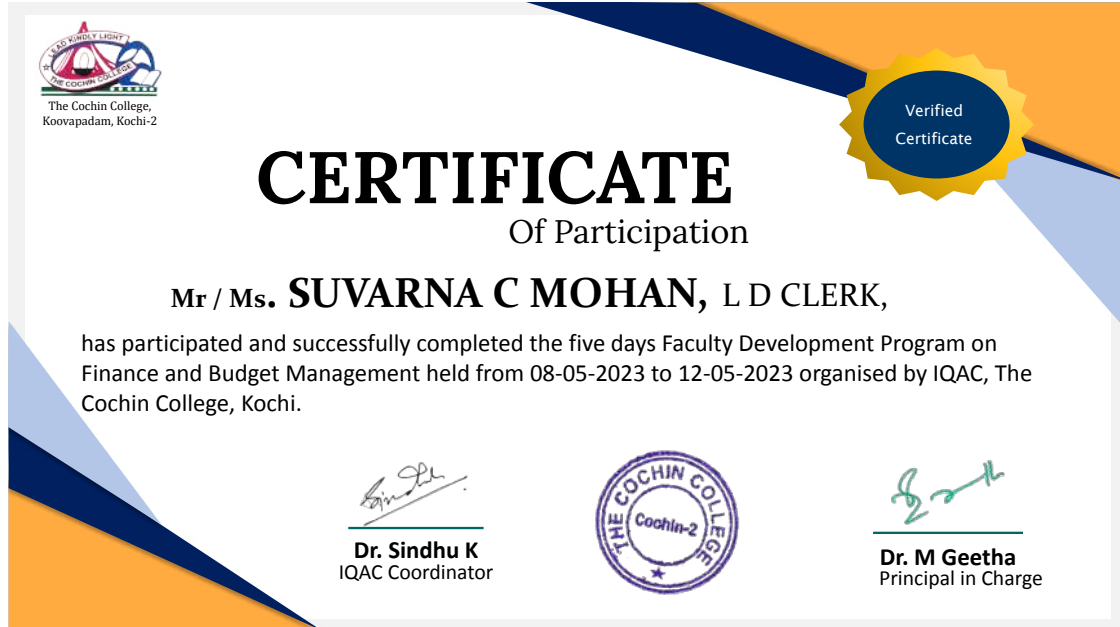 LEAD KINDLY LIGHT
THE COCHIN COLLEGE
The Cochin College,
Koovapadam, Kochi-2
Verified
Certificate
CERTIFICATE
Of Participation
Mr / Ms. SUVARNA C MOHAN, L D CLERK,
has participated and successfully completed the five days Faculty Development Program on
Finance and Budget Management held from 08-05-2023 to 12-05-2023 organised by IQAC, The
Cochin College, Kochi.
Sindhu
THE COCHIN COLLEGE
Cochin-2
Dr. Sindhu K
IQAC Coordinator
Dr. M Geetha
Principal in Charge